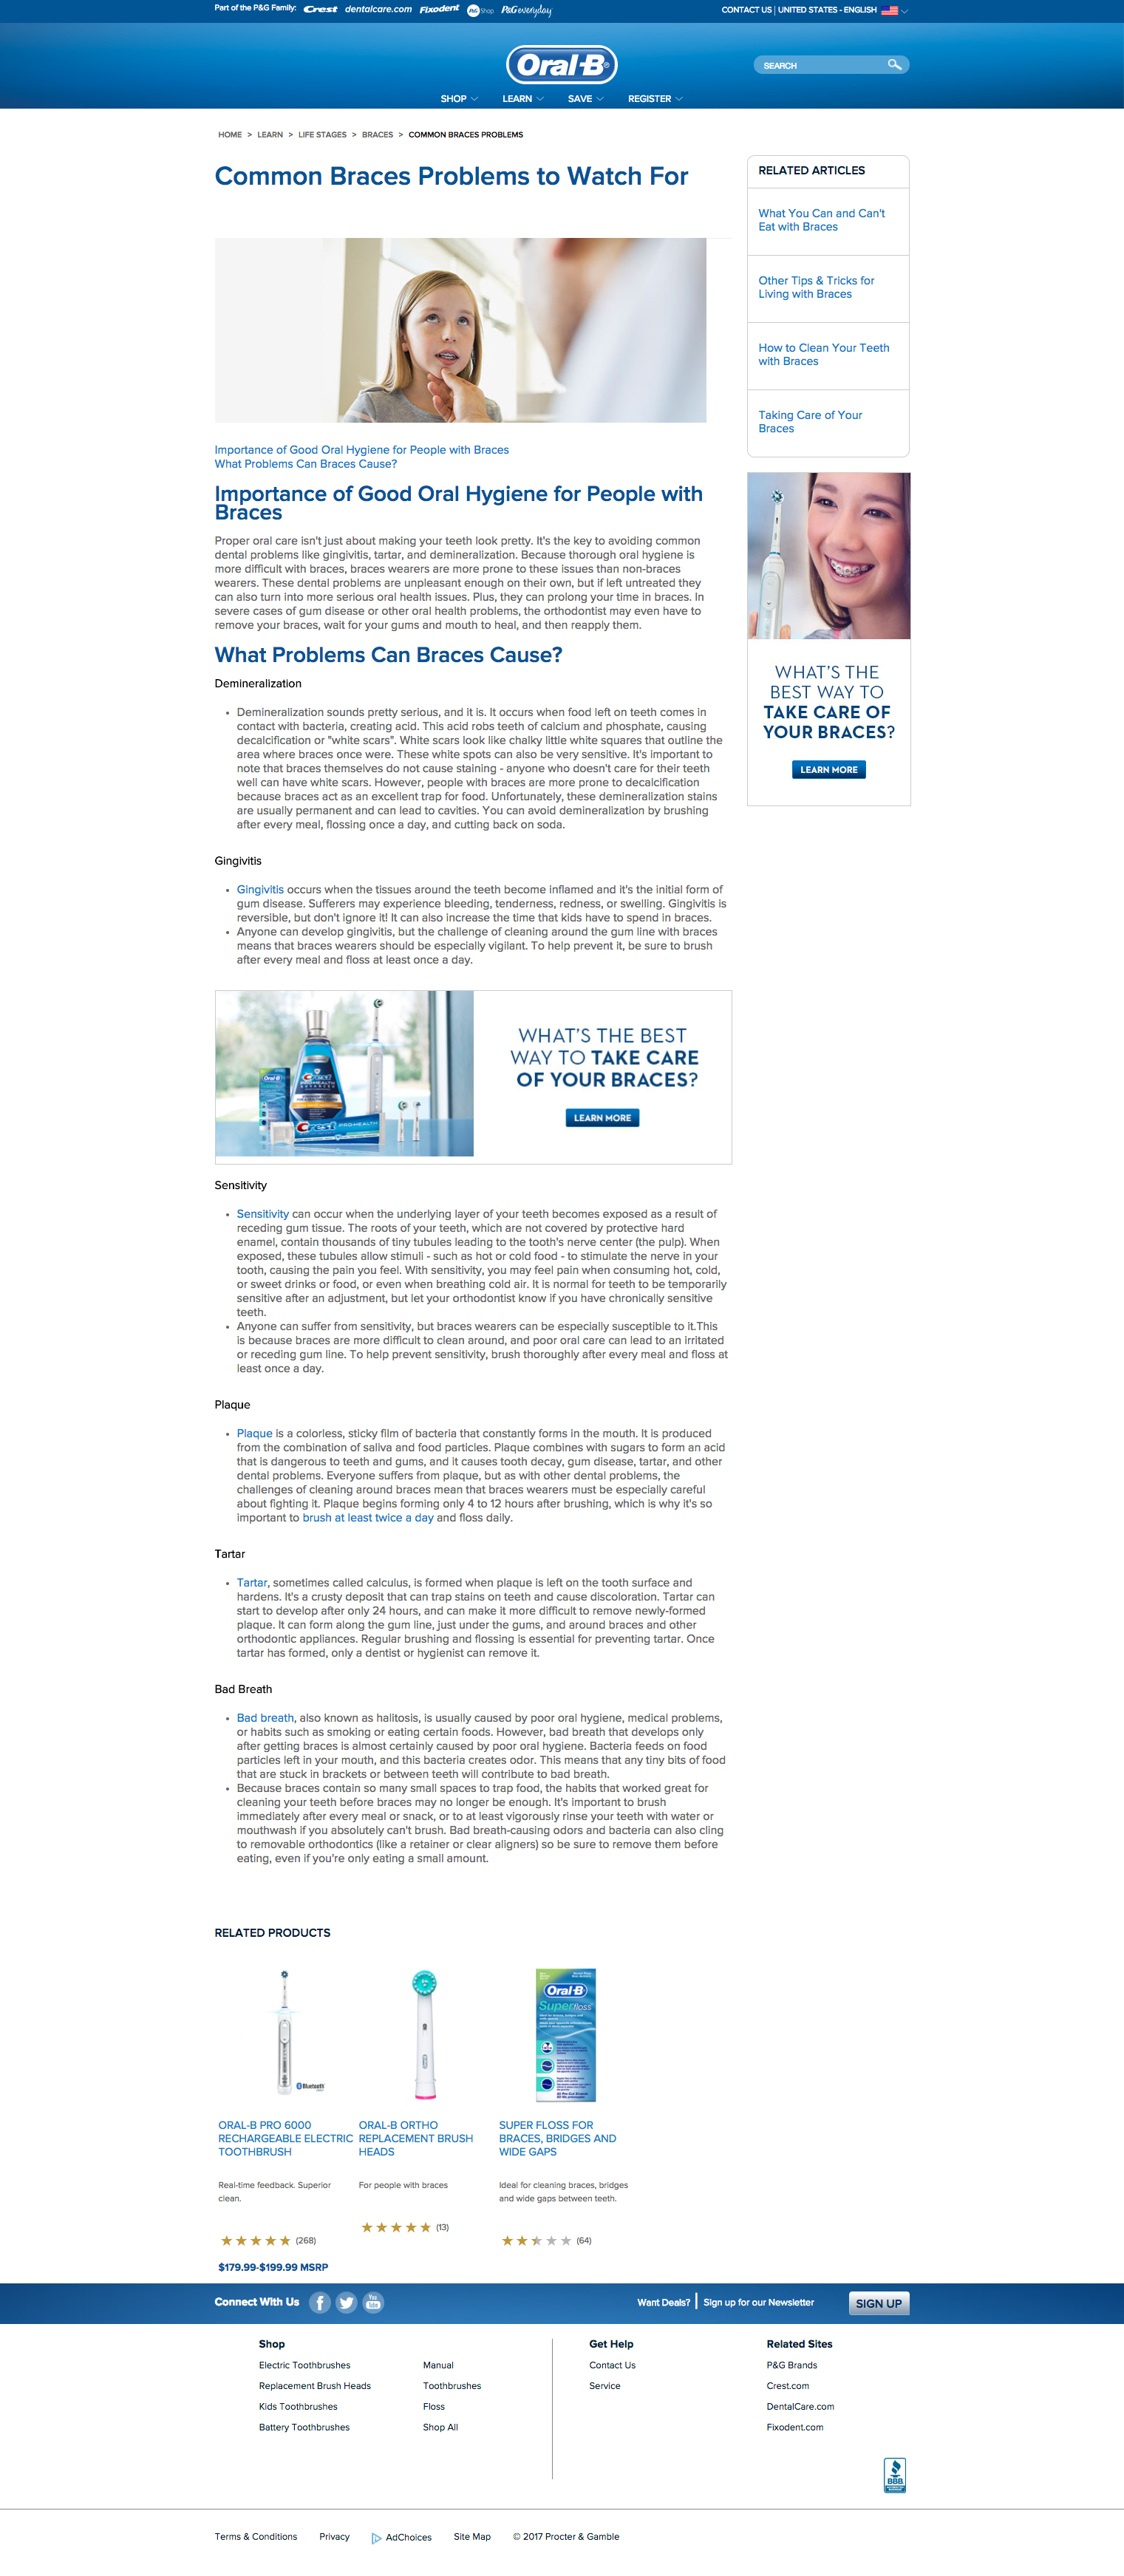 Part of the P&G Family: Crest dentalcare.com Fixodent P&G Shop P&G everyday
CONTACT US | UNITED STATES - ENGLISH
Oral-B
SEARCH
SHOP LEARN SAVE REGISTER
HOME > LEARN > LIFE STAGES > BRACES > COMMON BRACES PROBLEMS
Common Braces Problems to Watch For
Importance of Good Oral Hygiene for People with Braces
What Problems Can Braces Cause?
Importance of Good Oral Hygiene for People with
Braces
Proper oral care isn't just about making your teeth look pretty. It's the key to avoiding common
dental problems like gingivitis, tartar, and demineralization. Because thorough oral hygiene is
more difficult with braces, braces wearers are more prone to these issues than non-braces
wearers. These dental problems are unpleasant enough on their own, but if left untreated they
can also turn into more serious oral health issues. Plus, they can prolong your time in braces. In
severe cases of gum disease or other oral health problems, the orthodontist may even have to
remove your braces, wait for your gums and mouth to heal, and then reapply them.
What Problems Can Braces Cause?
Demineralization
• Demineralization sounds pretty serious, and it is. It occurs when food left on teeth comes in
contact with bacteria, creating acid. This acid robs teeth of calcium and phosphate, causing
decalcification or "white scars". White scars look like chalky little white squares that outline the
area where braces once were. These white spots can also be very sensitive. It's important to
note that braces themselves do not cause staining - anyone who doesn't care for their teeth
well can have white scars. However, people with braces are more prone to decalcification
because braces act as an excellent trap for food. Unfortunately, these demineralization stains
are usually permanent and can lead to cavities. You can avoid demineralization by brushing
after every meal, flossing once a day, and cutting back on soda.
Gingivitis
• Gingivitis occurs when the tissues around the teeth become inflamed and it's the initial form of
gum disease. Sufferers may experience bleeding, tenderness, redness, or swelling. Gingivitis is
reversible, but don't ignore it! It can also increase the time that kids have to spend in braces.
• Anyone can develop gingivitis, but the challenge of cleaning around the gum line with braces
means that braces wearers should be especially vigilant. To help prevent it, be sure to brush
after every meal and floss at least once a day.
Oral-B
Crest
PRO-HEALTH
ADVANCED
Crest PRO-HEALTH
WHAT'S THE BEST
WAY TO TAKE CARE
OF YOUR BRACES?
LEARN MORE
Sensitivity
• Sensitivity can occur when the underlying layer of your teeth becomes exposed as a result of
receding gum tissue. The roots of your teeth, which are not covered by protective hard
enamel, contain thousands of tiny tubules leading to the tooth's nerve center (the pulp). When
exposed, these tubules allow stimuli - such as hot or cold food - to stimulate the nerve in your
tooth, causing the pain you feel. With sensitivity, you may feel pain when consuming hot, cold,
or sweet drinks or food, or even when breathing cold air. It is normal for teeth to be temporarily
sensitive after an adjustment, but let your orthodontist know if you have chronically sensitive
teeth.
• Anyone can suffer from sensitivity, but braces wearers can be especially susceptible to it.This
is because braces are more difficult to clean around, and poor oral care can lead to an irritated
or receding gum line. To help prevent sensitivity, brush thoroughly after every meal and floss at
least once a day.
Plaque
• Plaque is a colorless, sticky film of bacteria that constantly forms in the mouth. It is produced
from the combination of saliva and food particles. Plaque combines with sugars to form an acid
that is dangerous to teeth and gums, and it causes tooth decay, gum disease, tartar, and other
dental problems. Everyone suffers from plaque, but as with other dental problems, the
challenges of cleaning around braces mean that braces wearers must be especially careful
about fighting it. Plaque begins forming only 4 to 12 hours after brushing, which is why it's so
important to brush at least twice a day and floss daily.
Tartar
• Tartar, sometimes called calculus, is formed when plaque is left on the tooth surface and
hardens. It's a crusty deposit that can trap stains on teeth and cause discoloration. Tartar can
start to develop after only 24 hours, and can make it more difficult to remove newly-formed
plaque. It can form along the gum line, just under the gums, and around braces and other
orthodontic appliances. Regular brushing and flossing is essential for preventing tartar. Once
tartar has formed, only a dentist or hygienist can remove it.
Bad Breath
• Bad breath, also known as halitosis, is usually caused by poor oral hygiene, medical problems,
or habits such as smoking or eating certain foods. However, bad breath that develops only
after getting braces is almost certainly caused by poor oral hygiene. Bacteria feeds on food
particles left in your mouth, and this bacteria creates odor. This means that any tiny bits of food
that are stuck in brackets or between teeth will contribute to bad breath.
• Because braces contain so many small spaces to trap food, the habits that worked great for
cleaning your teeth before braces may no longer be enough. It's important to brush
immediately after every meal or snack, or to at least vigorously rinse your teeth with water or
mouthwash if you absolutely can't brush. Bad breath-causing odors and bacteria can also cling
to removable orthodontics (like a retainer or clear aligners) so be sure to remove them before
eating, even if you're only eating a small amount.
RELATED ARTICLES
What You Can and Can't
Eat with Braces
Other Tips & Tricks for
Living with Braces
How to Clean Your Teeth
with Braces
Taking Care of Your
Braces
WHAT'S THE
BEST WAY TO
TAKE CARE OF
YOUR BRACES?
LEARN MORE
RELATED PRODUCTS
Bluetooth
Oral-B
Superfloss
ORAL-B PRO 6000
RECHARGEABLE ELECTRIC
TOOTHBRUSH
Real-time feedback. Superior
clean.
(268)
$179.99-$199.99 MSRP
ORAL-B ORTHO
REPLACEMENT BRUSH
HEADS
For people with braces
(13)
SUPER FLOSS FOR
BRACES, BRIDGES AND
WIDE GAPS
Ideal for cleaning braces, bridges
and wide gaps between teeth.
(64)
Connect With Us
f
You Tube
Want Deals? | Sign up for our Newsletter
SIGN UP
Shop
Electric Toothbrushes
Replacement Brush Heads
Kids Toothbrushes
Battery Toothbrushes
Manual
Toothbrushes
Floss
Shop All
Get Help
Contact Us
Service
Related Sites
P&G Brands
Crest.com
DentalCare.com
Fixodent.com
BBB
Terms & Conditions Privacy AdChoices Site Map © 2017 Procter & Gamble